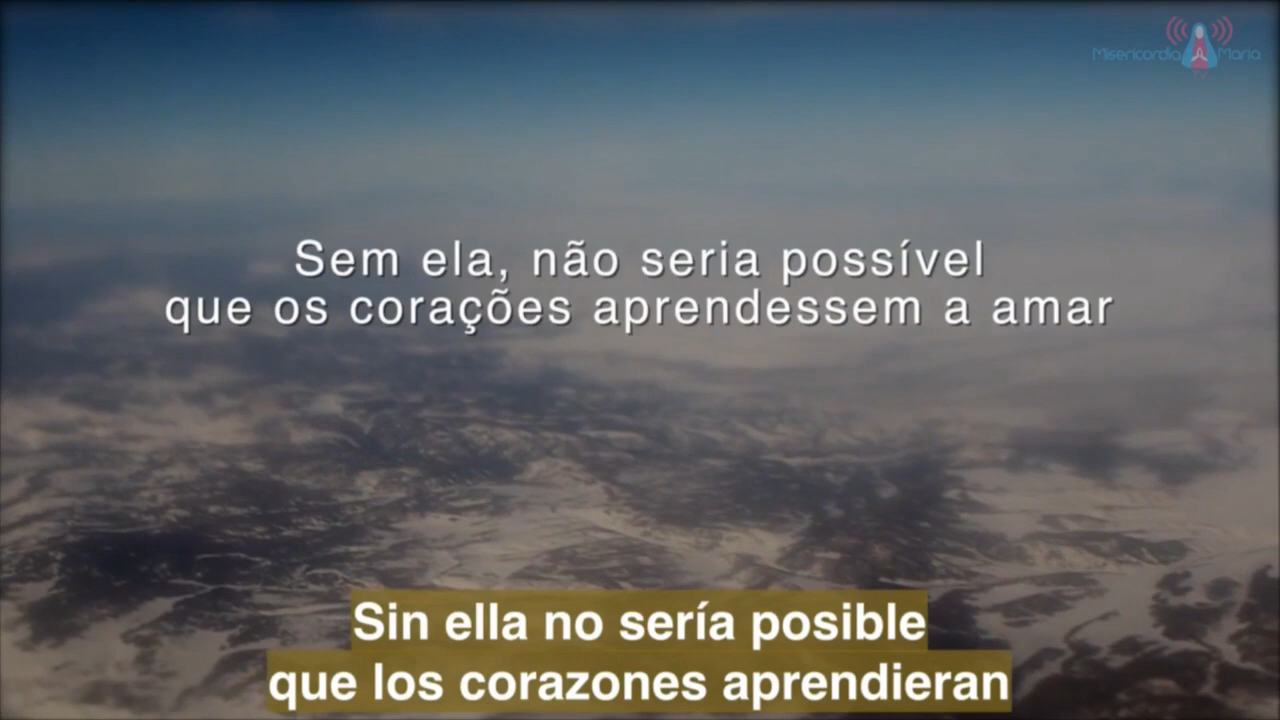 Misericordia Maria
Sem ela, não seria possível
que os corações aprendessem a amar
Sin ella no sería posible
que los corazones aprendieran